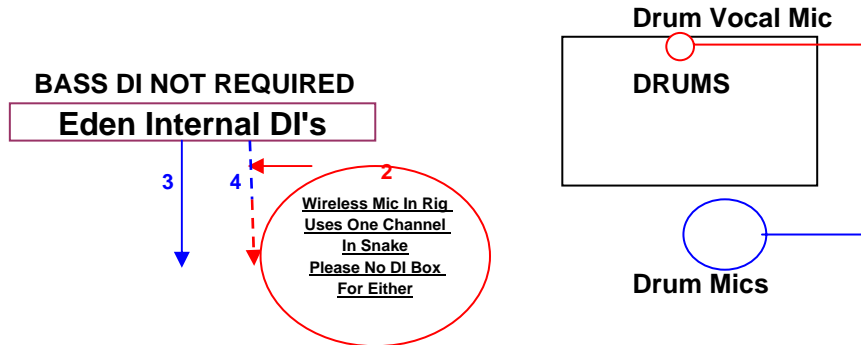 Drum Vocal Mic
BASS DI NOT REQUIRED
DRUMS
Eden Internal DI's
3
4
2
Wireless Mic In Rig
Uses One Channel
In Snake
Please No DI Box
For Either
Drum Mics